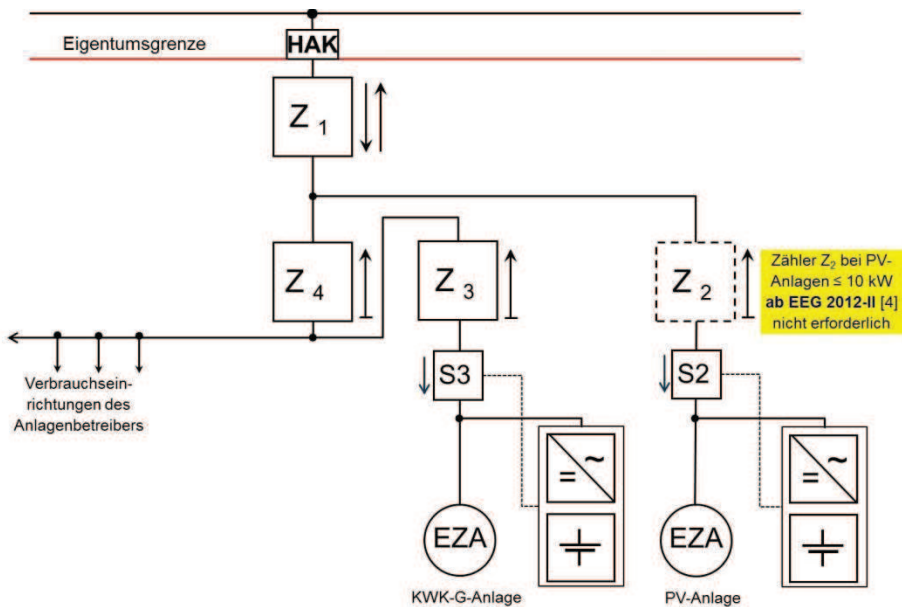 Eigentumsgrenze
HAK
Z 1
Z 4
Z 3
Z 2
Zähler Z2 bei PV-
Anlagen ≤ 10 kW
ab EEG 2012-II [4]
nicht erforderlich
S3
S2
Verbrauchsein-
richtungen des
Anlagenbetreibers
= ~
= ~
EZA
EZA
KWK-G-Anlage
PV-Anlage